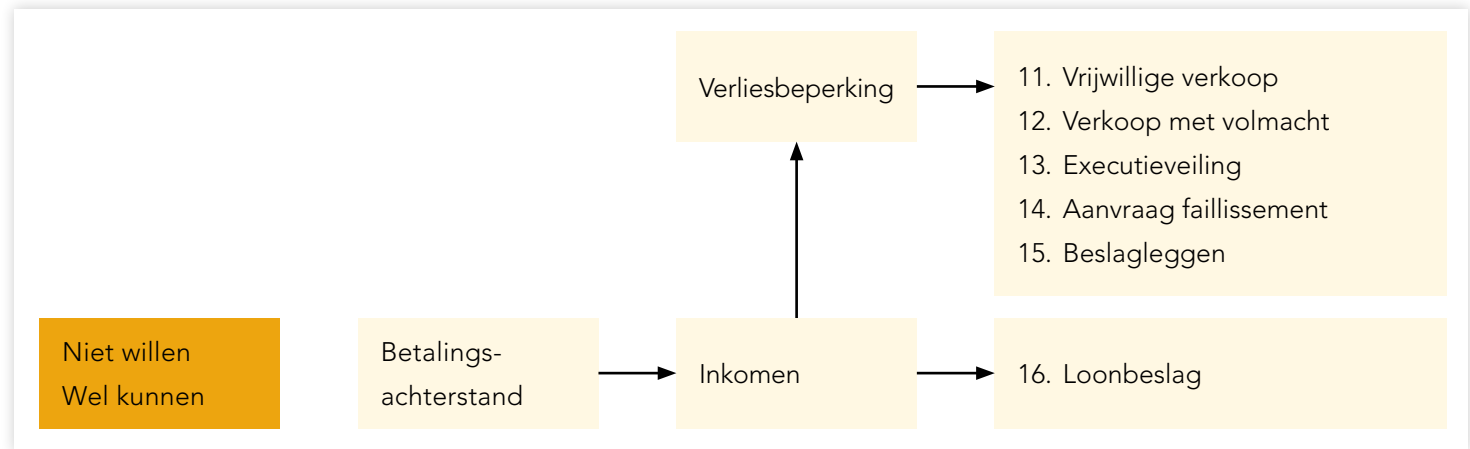 Verliesbeperking
11. Vrijwillige verkoop
12. Verkoop met volmacht
13. Executieveiling
14. Aanvraag faillissement
15. Beslagleggen
Niet willen
Wel kunnen
Betalings-
achterstand
Inkomen
16. Loonbeslag